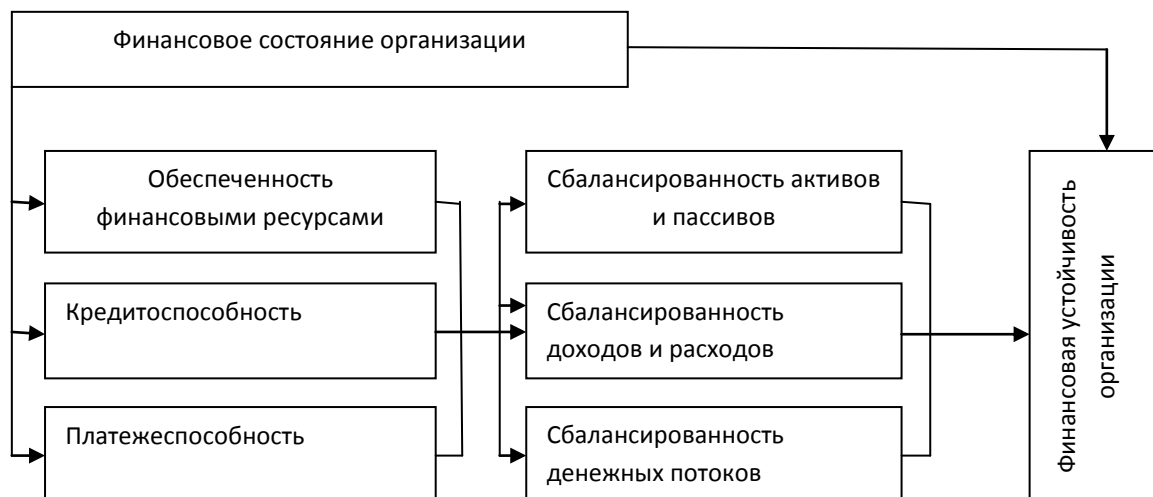 Финансовое состояние организации
Обеспеченность
финансовыми ресурсами
Сбалансированность активов
и пассивов
Кредитоспособность
Сбалансированность
доходов и расходов
Платежеспособность
Сбалансированность
денежных потоков
Финансовая устойчивость
организации